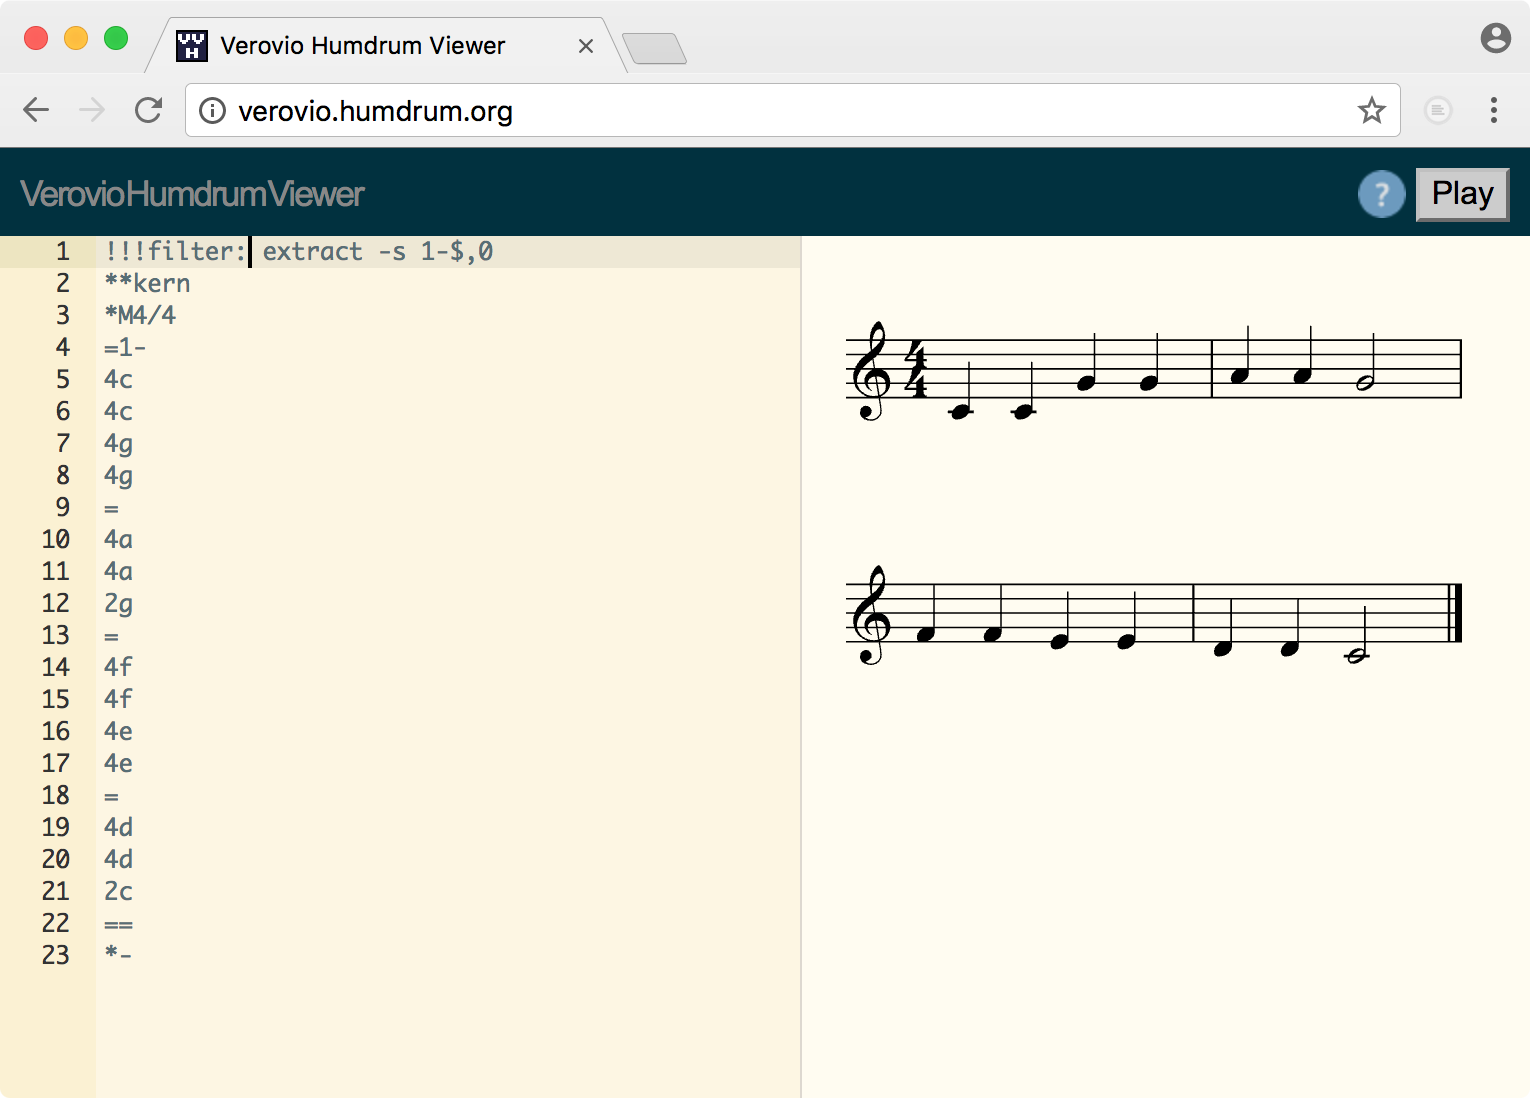 Verovio Humdrum Viewer
verovio.humdrum.org
VerovioHumdrumViewer
?
Play
1 !!!filter: extract -s 1-$,0
2 **kern
3 *M4/4
4 =1-
5 4c
6 4c
7 4g
8 4g
9 =
10 4a
11 4a
12 2g
13 =
14 4f
15 4f
16 4e
17 4e
18 =
19 4d
20 4d
21 2c
22 ==
23 *-
4
4